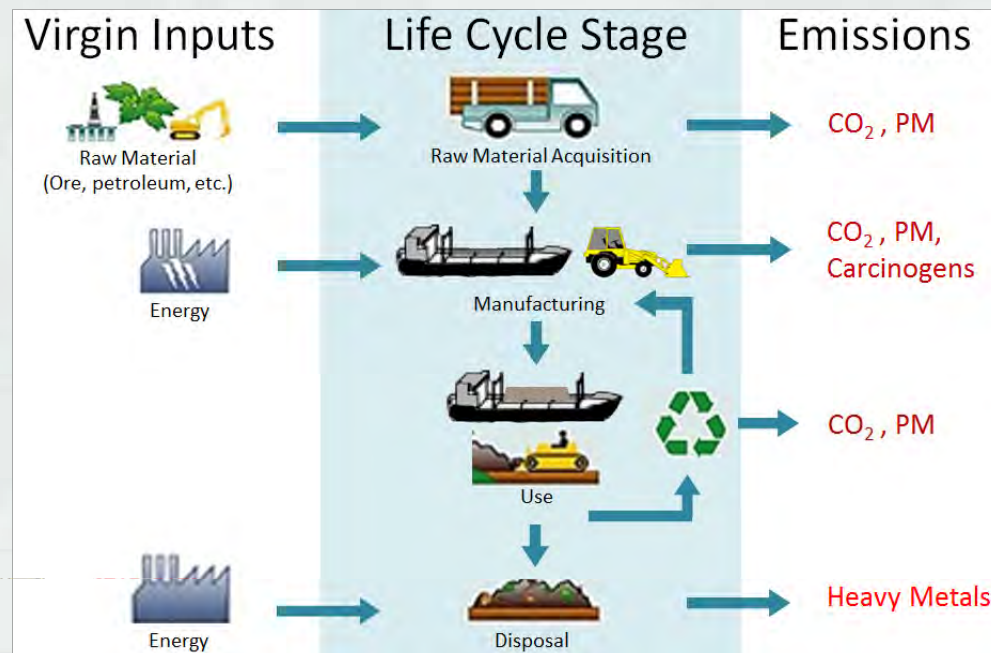 Virgin Inputs
Life Cycle Stage
Emissions
Raw Material
(Ore, petroleum, etc.)
Raw Material Acquisition
CO₂ , PM
Energy
Manufacturing
CO₂ , PM,
Carcinogens
Use
CO₂ , PM
Energy
Disposal
Heavy Metals